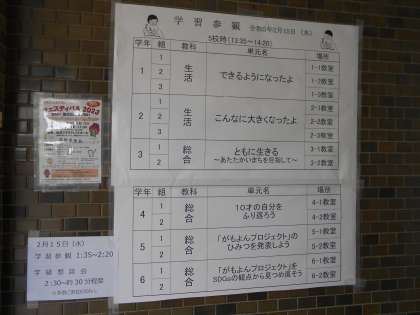 学習参観 令和5年2月15日(水)
5校時(13:35~14:20)
学年 組 教科 単元名 場所
1 1 2 3 生活 できるようになったよ 1-1教室 1-2教室 1-3教室
2 1 2 3 生活 こんなに大きくなったよ 2-1教室 2-2教室 2-3教室
3 1 2 総合 ともに生きる 3-1教室 3-2教室
~あたたかいまちを目指して~
学年 組 教科 単元名 場所
4 1 2 総合 10才の自分を 4-1教室 4-2教室
ふり返ろう
5 1 2 総合 「がもよんプロジェクト」の 5-1教室 5-2教室
ひみつを発表しよう
6 1 2 総合 「がもよんプロジェクト」を 6-1教室 6-2教室
SDGsの観点から見つめ直そう
フェスティバル 2023
2月15日(水)
学習参観 1:35~2:20
学級懇談会
2:30~約30分程度